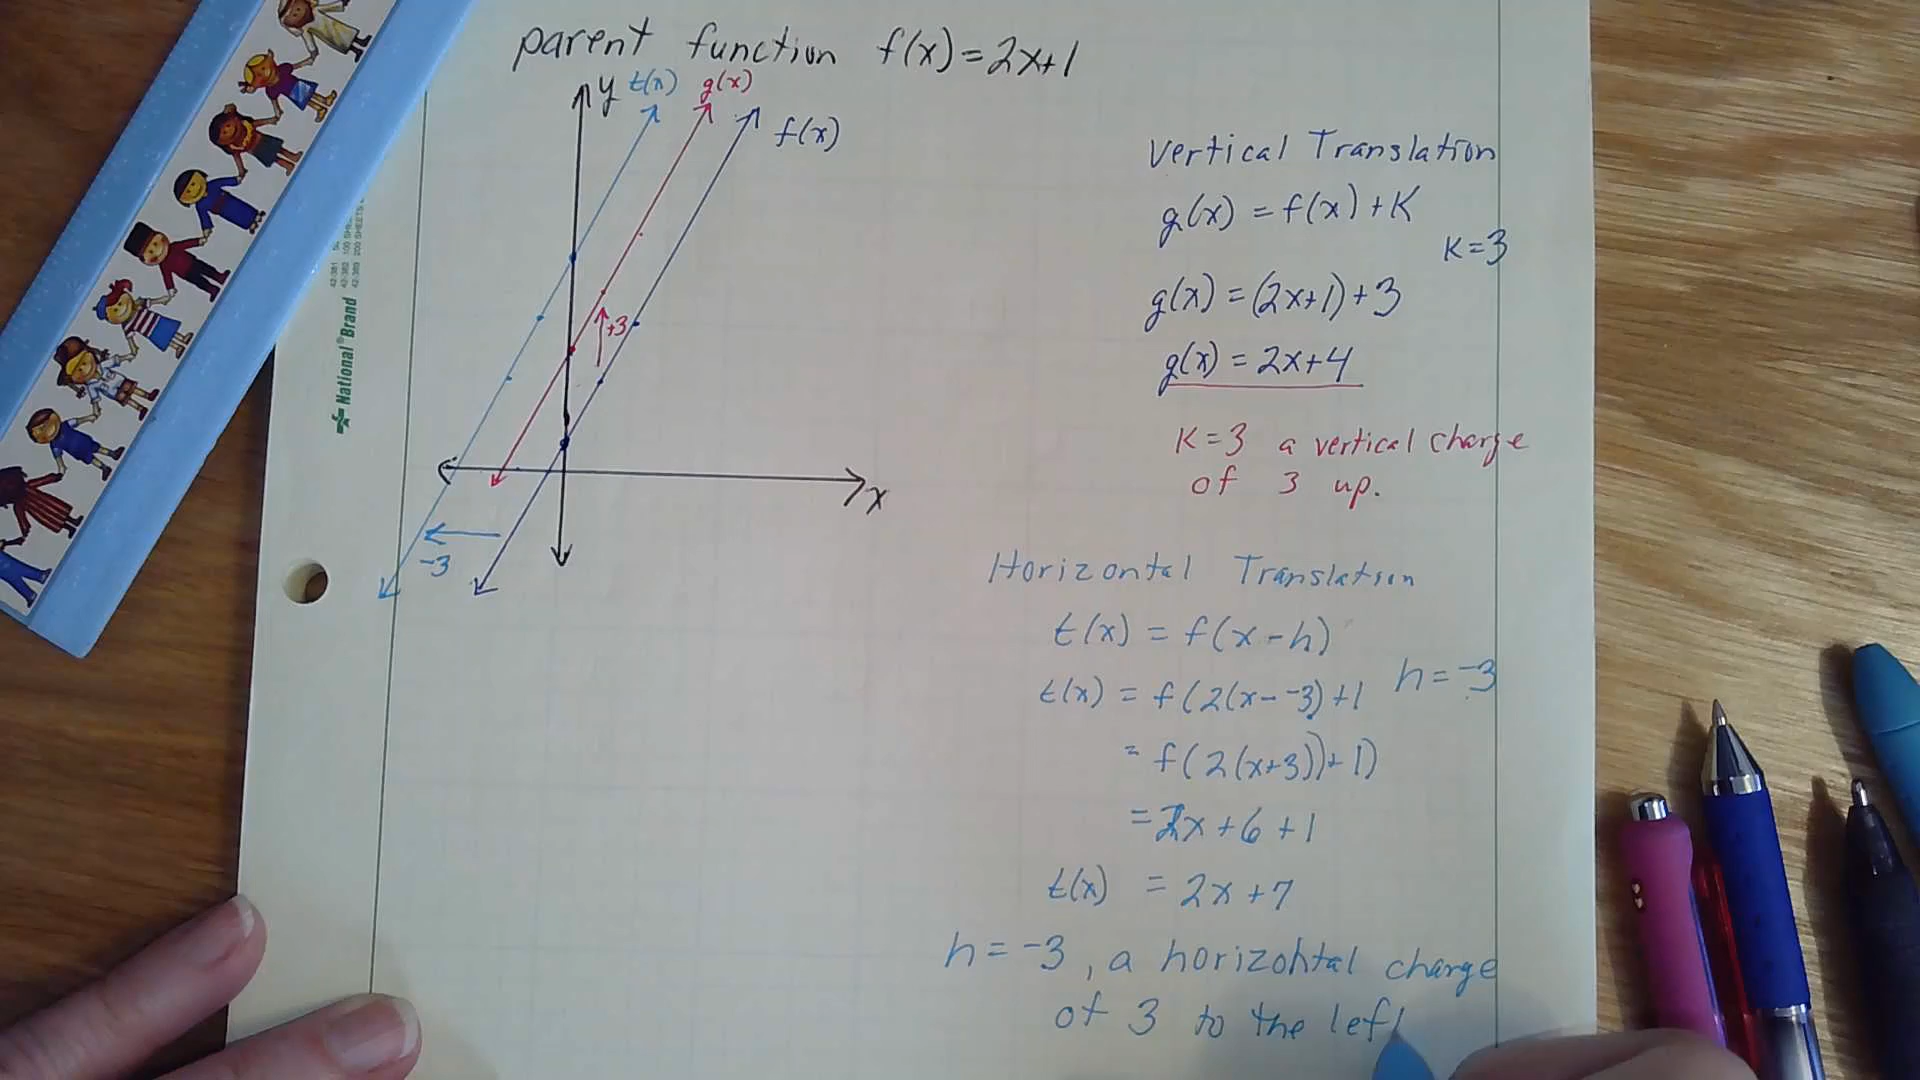 parent function f(x)=2x+1
y t(x) g(x)
f(x)
+3
x
-3
Vertical Translation
g(x) = f(x)+K
K=3
g(x) = (2x+1)+3
g(x) = 2x+4
K=3 a vertical change
of 3 up.
Horizontal Translation
t(x) = f(x-h)
h=-3
t(x) = f(2(x--3)+1
= f(2(x+3))+1)
= 2x+6+1
t(x) = 2x+7
h=-3, a horizontal change
of 3 to the left
National® Brand